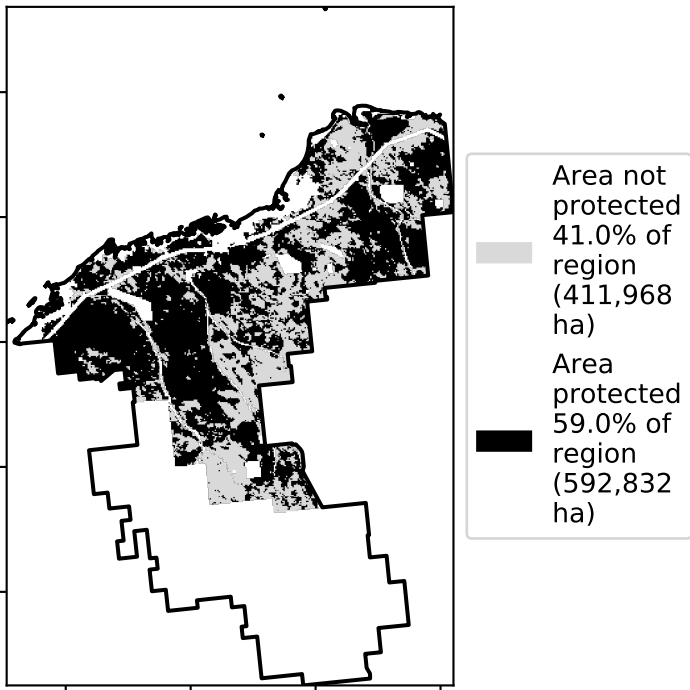 Area not
protected
41.0% of
region
(411,968
ha)
Area
protected
59.0% of
region
(592,832
ha)